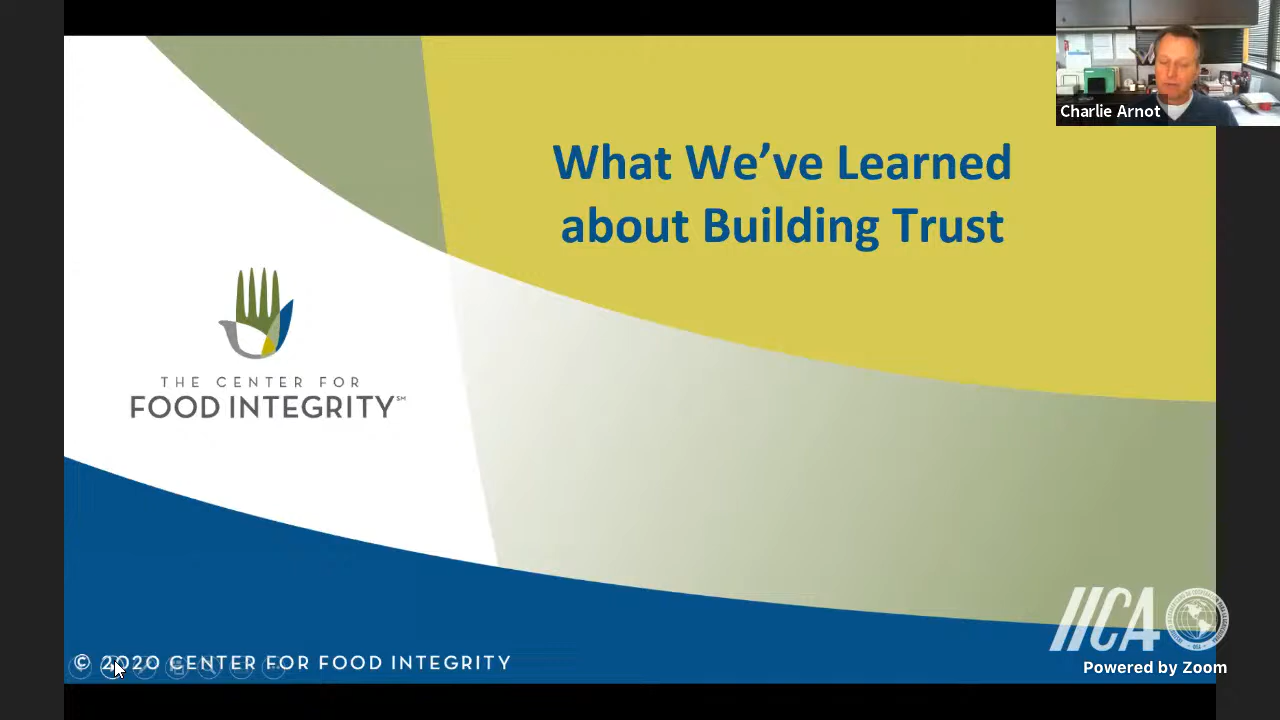 Charlie Arnot
What We’ve Learned
about Building Trust
THE CENTER FOR
FOOD INTEGRITY℠
IICA
Powered by Zoom
© 2020 CENTER FOR FOOD INTEGRITY